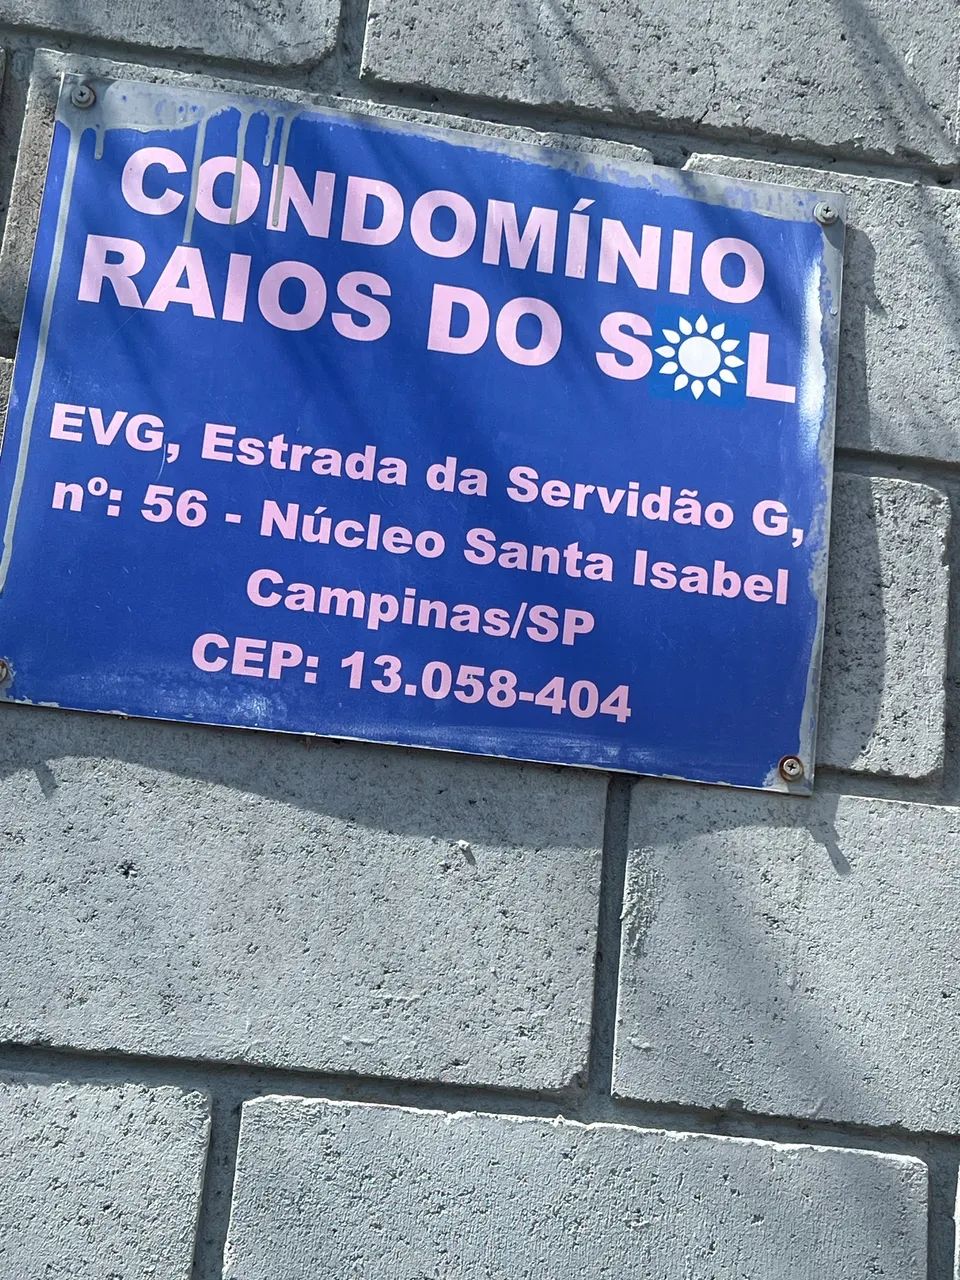 CONDOMÍNIO
RAIOS DO SOL,
EVG, Estrada da Servidão G,
nº: 56 - Núcleo Santa Isabel
Campinas/SP
CEP: 13.058-404